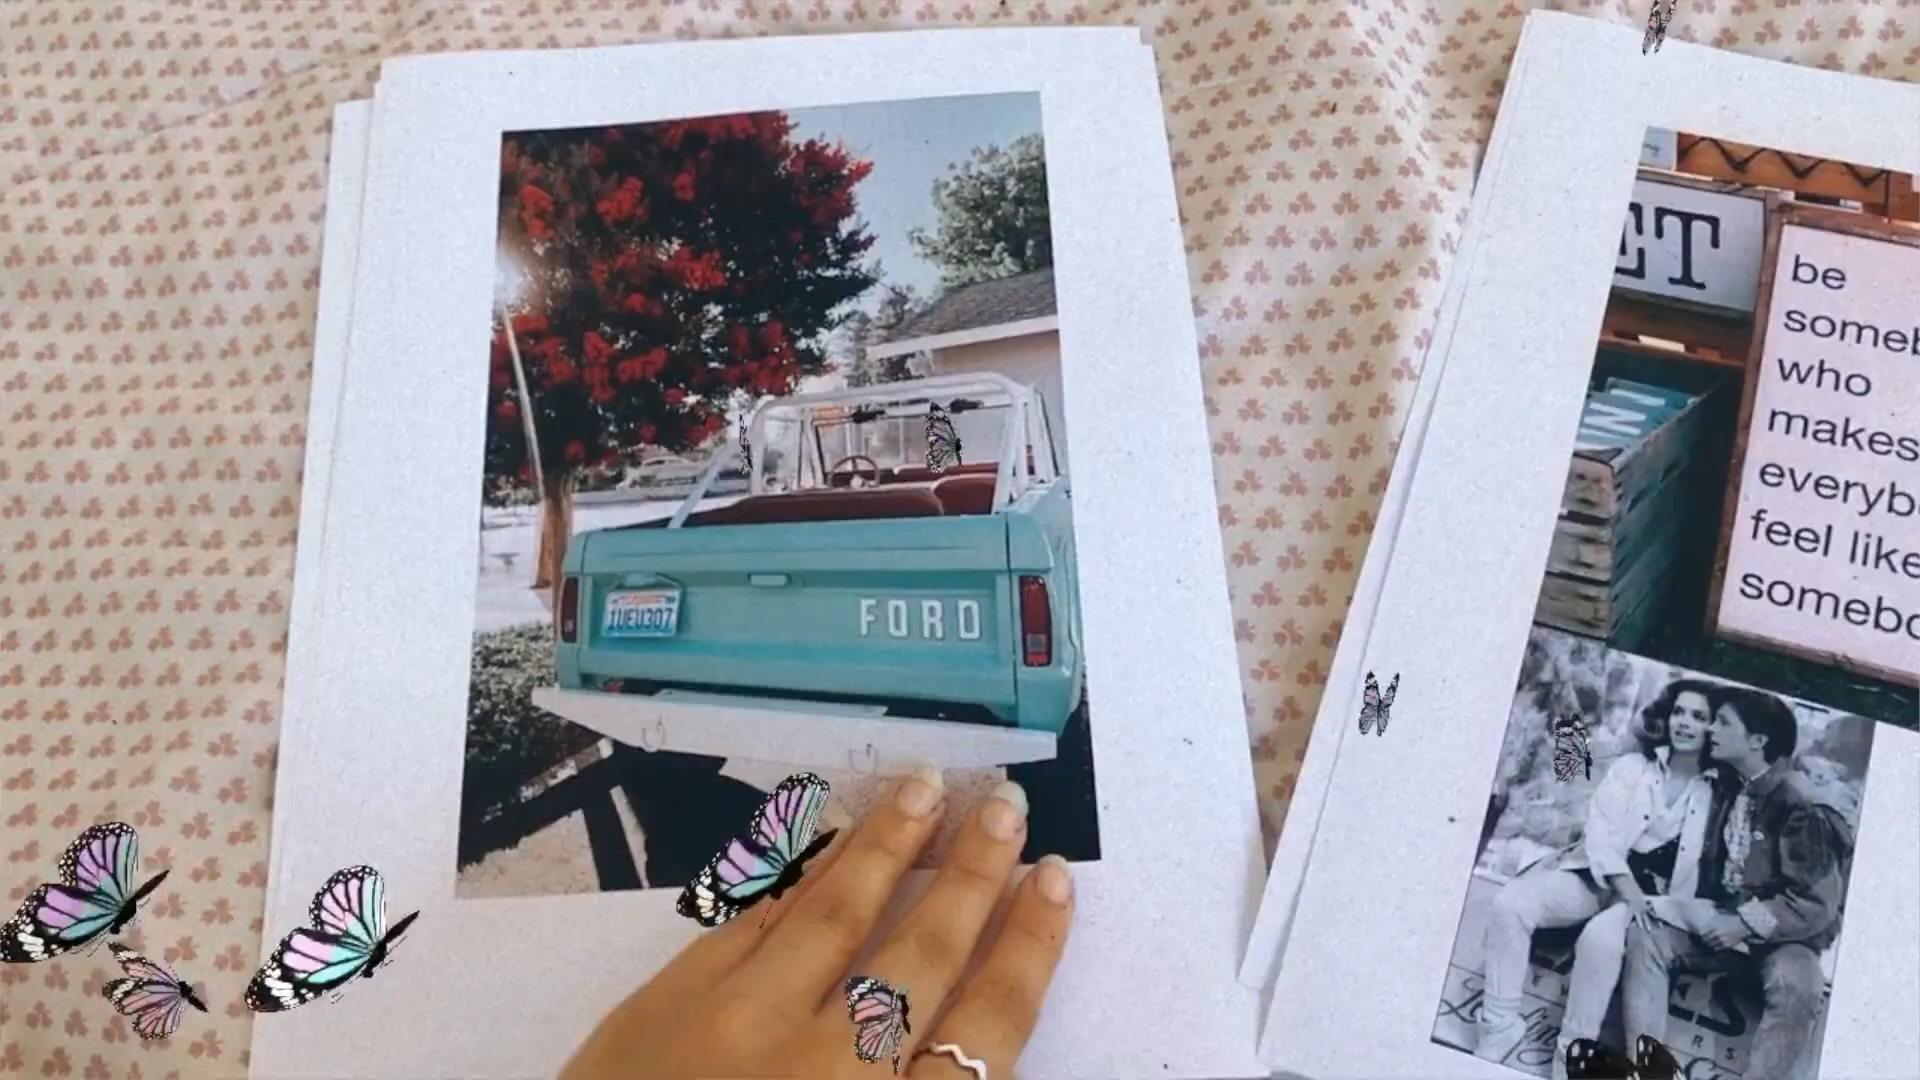 1UEU307
FORD
ET
be
someb
who
makes
everyb
feel like
somebo